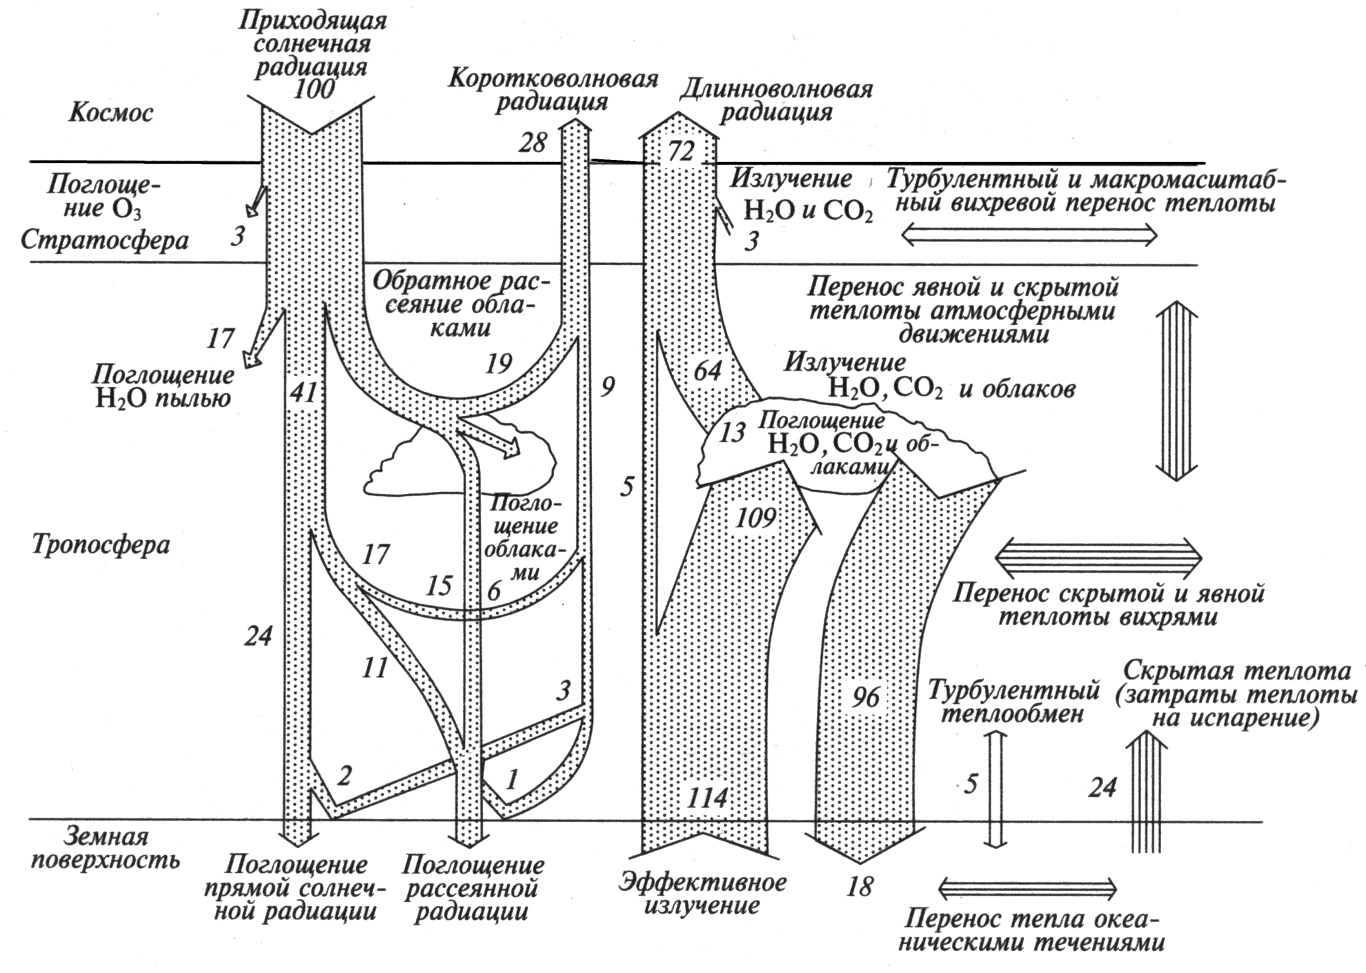 Приходящая
солнечная
радиация
100
Коротковолновая
радиация
28
Длинноволновая
радиация
72
Космос
Поглоще-
ние O₃
3
Стратосфера
Излучение
H₂O и CO₂
3
Турбулентный и макромасштаб-
ный вихревой перенос теплоты
Обратное рас-
сеяние обла-
ками
19
17
Поглощение
H₂O пылью
41
9
5
64
Перенос явной и скрытой
теплоты атмосферными
движениями
Излучение
H₂O, CO₂ и облаков
13
Поглощение
H₂O, CO₂ и об-
лаками
109
Погло-
щение
облака-
ми
Тропосфера
17
15
6
24
11
3
2
1
96
114
Перенос скрытой и явной
теплоты вихрями
Турбулентный
теплообмен
5
Скрытая теплота
(затраты теплоты
на испарение)
24
Земная
поверхность
Поглощение
прямой солнеч-
ной радиации
Поглощение
рассеянной
радиации
Эффективное
излучение
18
Перенос тепла океа-
ническими течениями